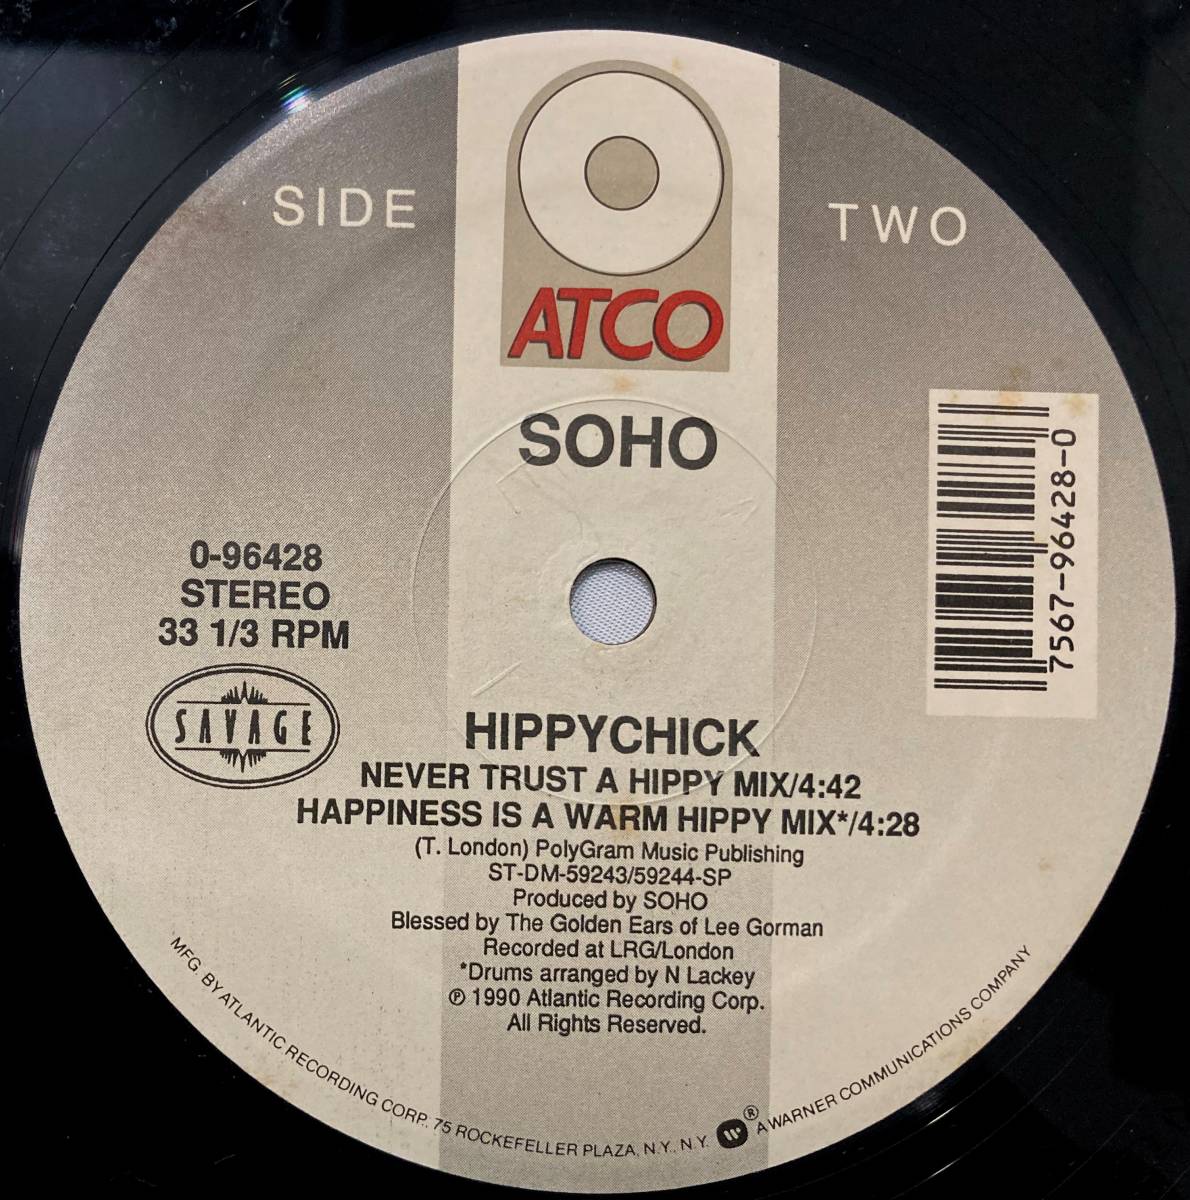 SIDE TWO
ATCO
SOHO
0-96428
STEREO
33 1/3 RPM
SAVAGE
7567-96428-0
HIPPYCHICK
NEVER TRUST A HIPPY MIX/4:42
HAPPINESS IS A WARM HIPPY MIX*/4:28
(T. London) PolyGram Music Publishing
ST-DM-59243/59244-SP
Produced by SOHO
Blessed by The Golden Ears of Lee Gorman
Recorded at LRG/London
*Drums arranged by N Lackey
℗ 1990 Atlantic Recording Corp.
All Rights Reserved.
MFG. BY ATLANTIC RECORDING CORP. 75 ROCKEFELLER PLAZA, N.Y., N.Y. ® A WARNER COMMUNICATIONS COMPANY